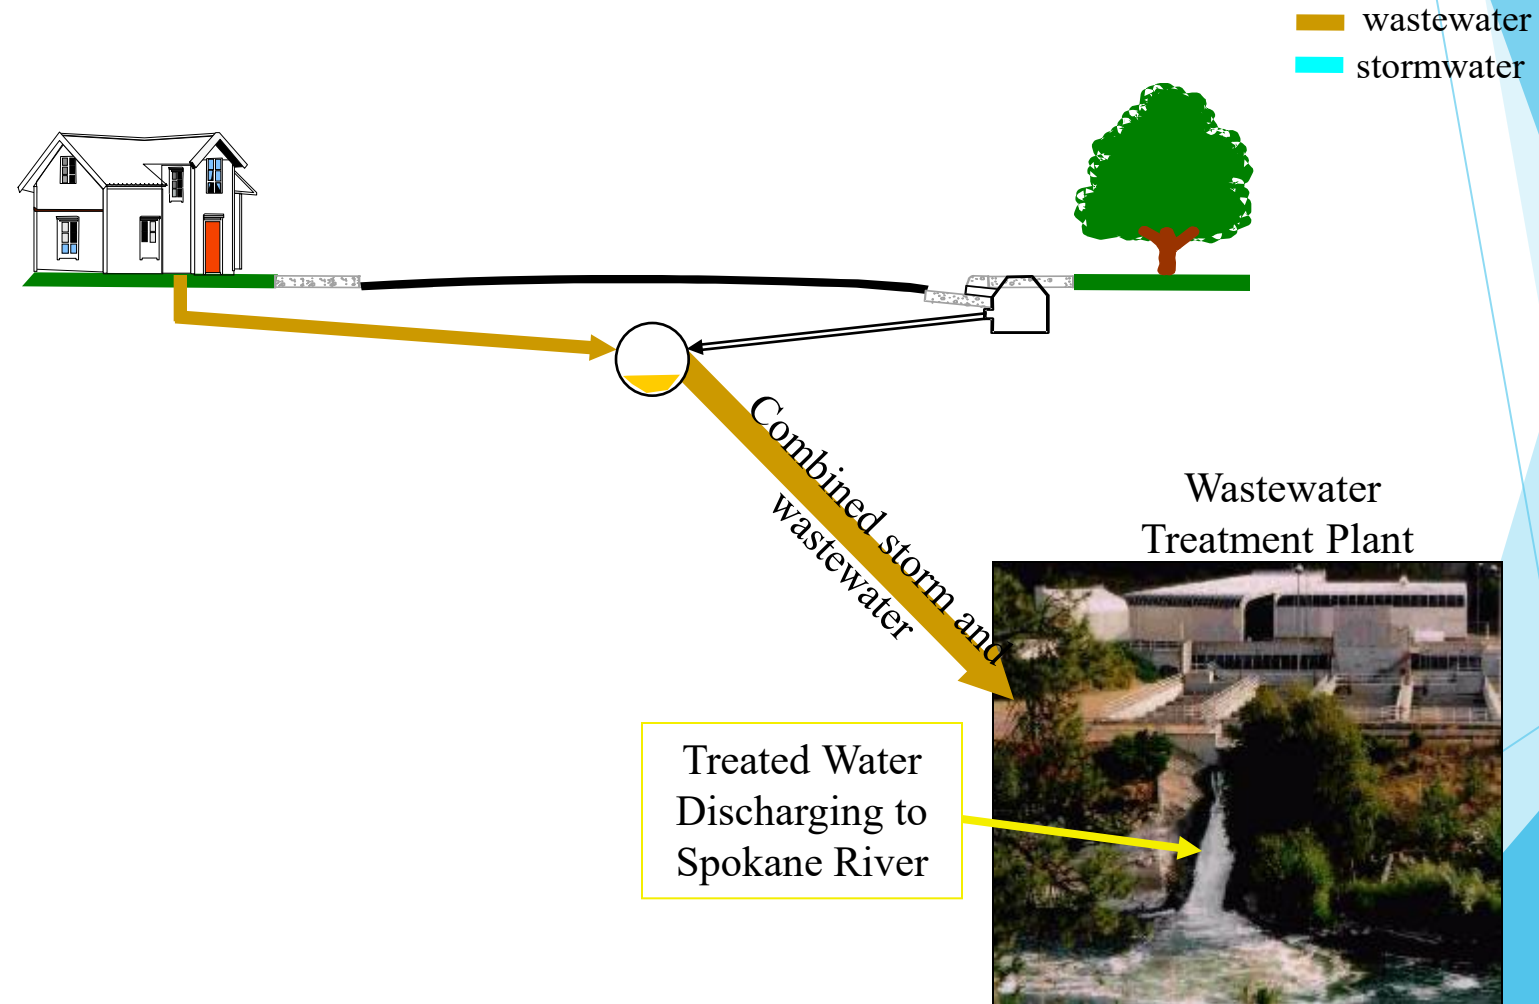 wastewater
stormwater
Combined storm and
wastewater
Wastewater
Treatment Plant
Treated Water
Discharging to
Spokane River